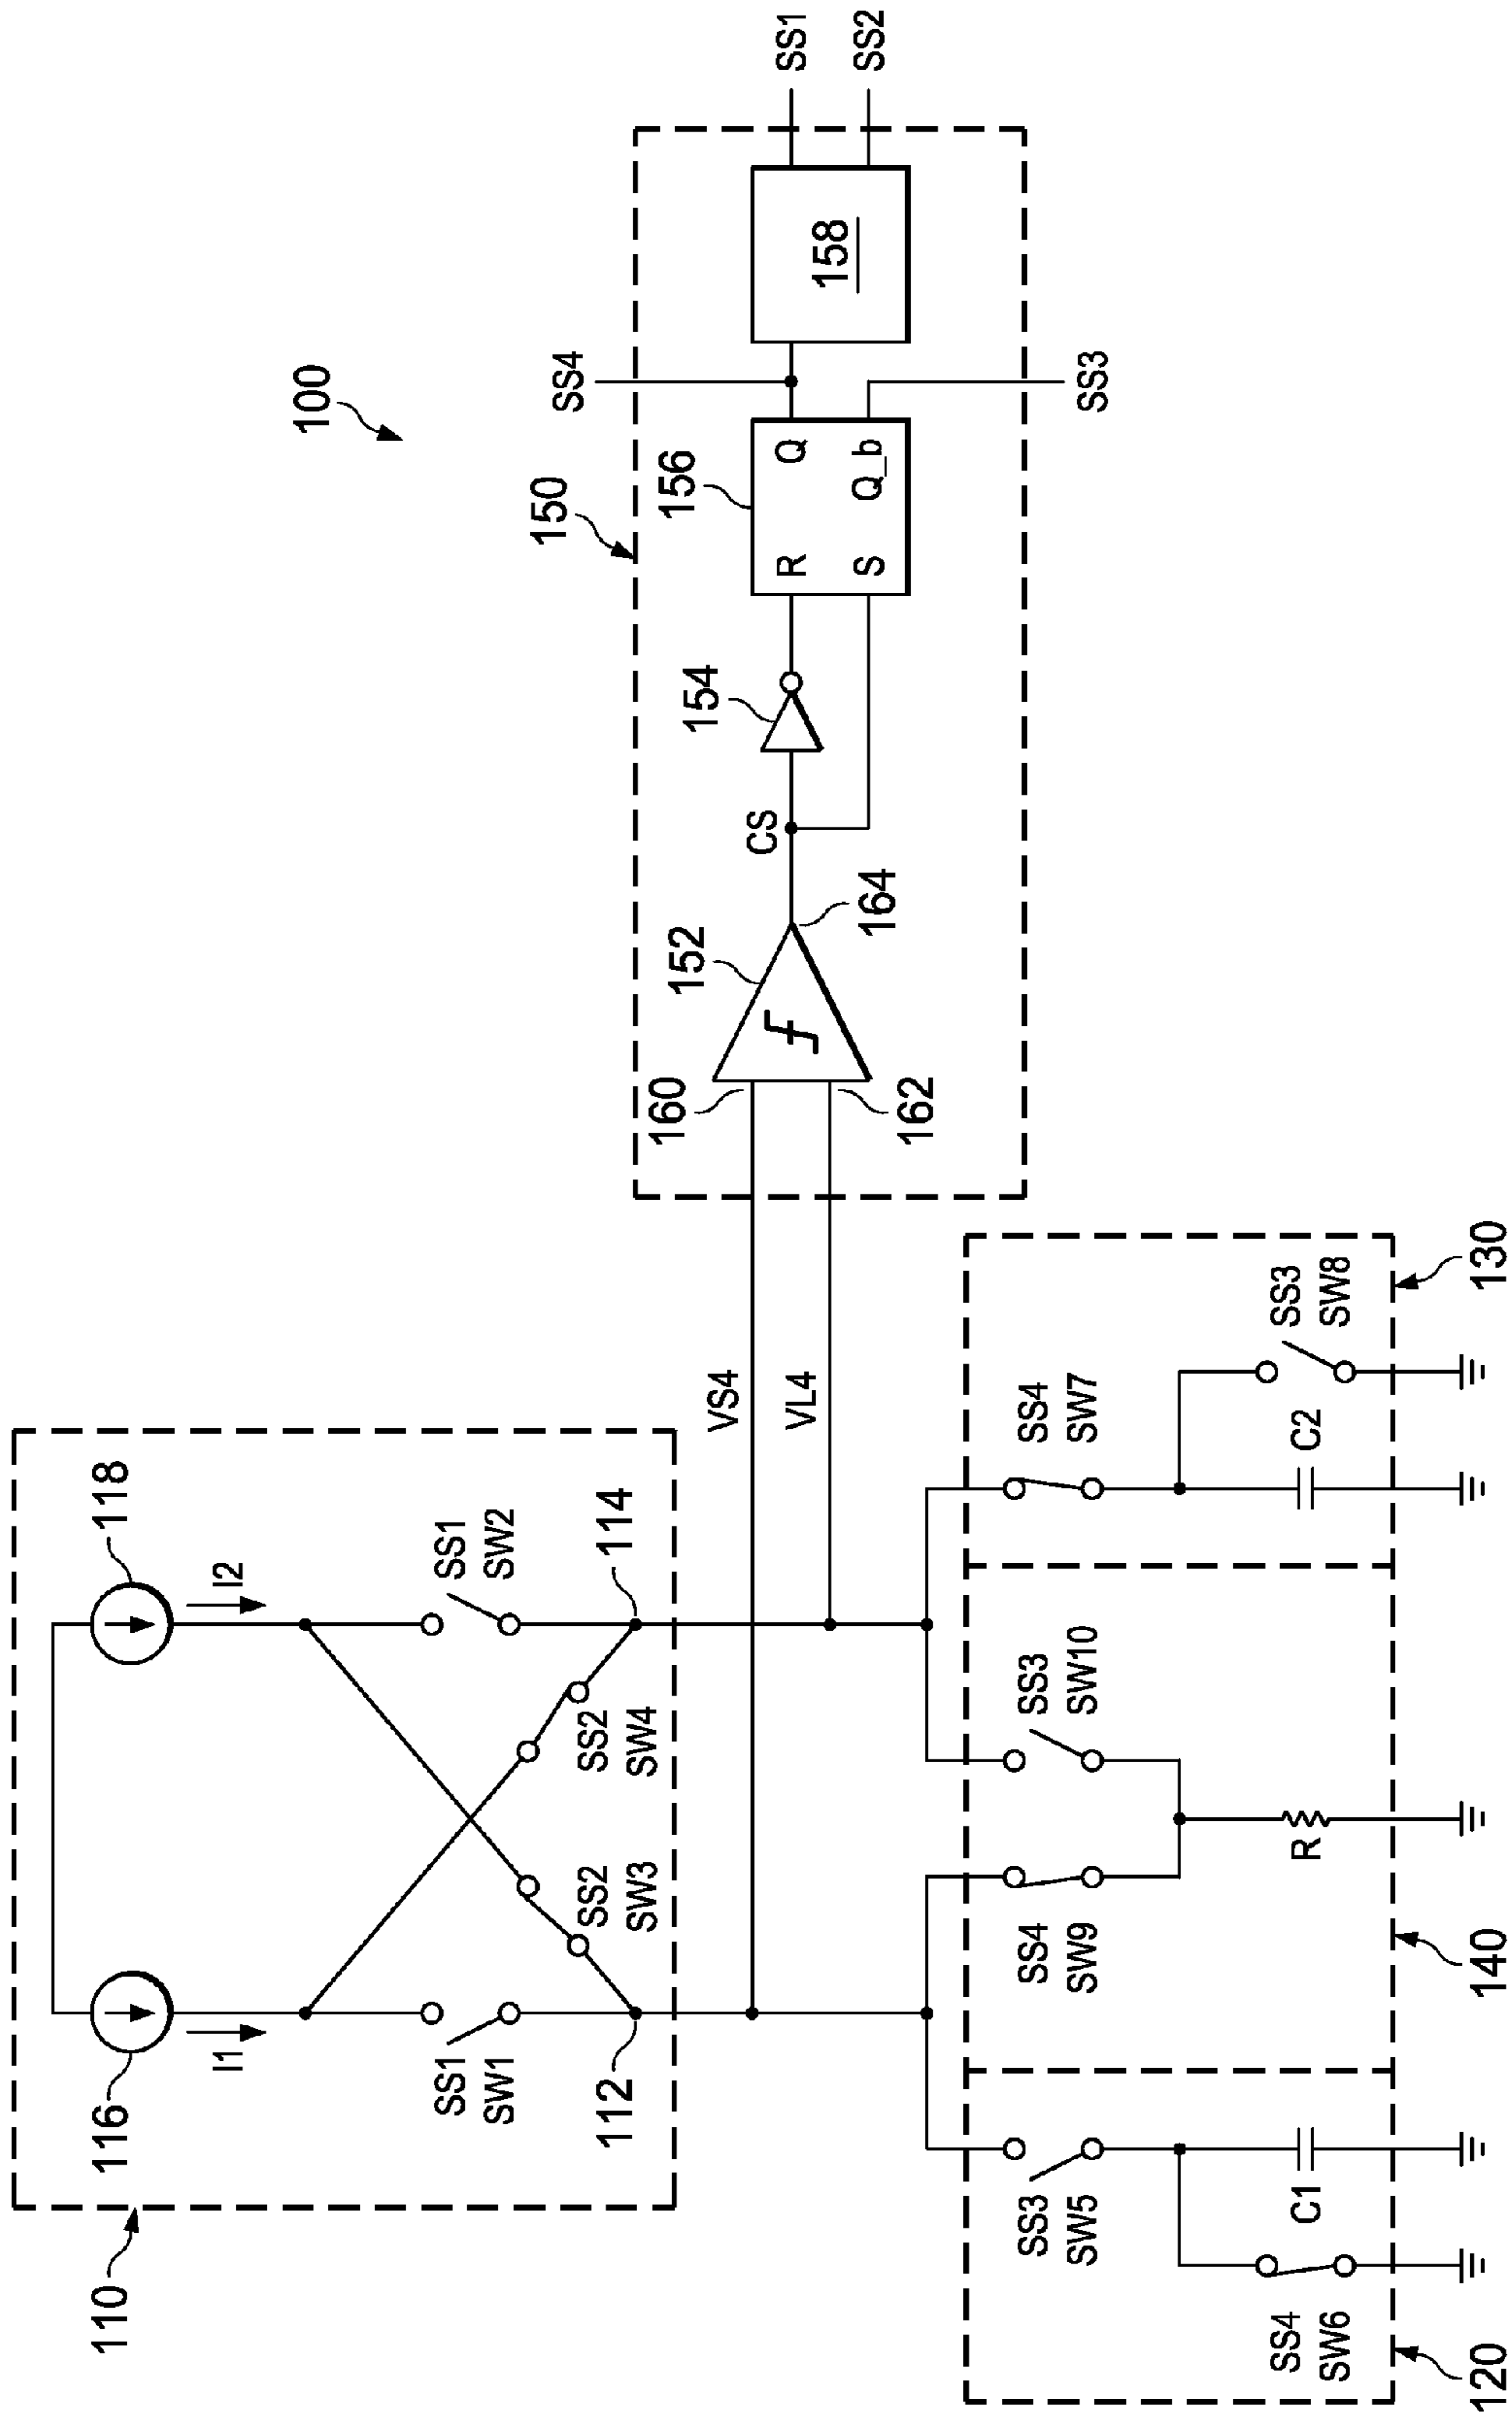 100
110
116
I1
118
I2
SS1
SW1
SS2
SW3
SS2
SW4
SS1
SW2
112
114
VS4
VL4
150
160
162
152
164
CS
154
156
R
S
Q
Q_b
SS4
SS3
158
SS1
SS2
120
SS4
SW6
SS3
SW5
C1
140
SS4
SW9
SS3
SW10
R
130
SS4
SW7
C2
SS3
SW8